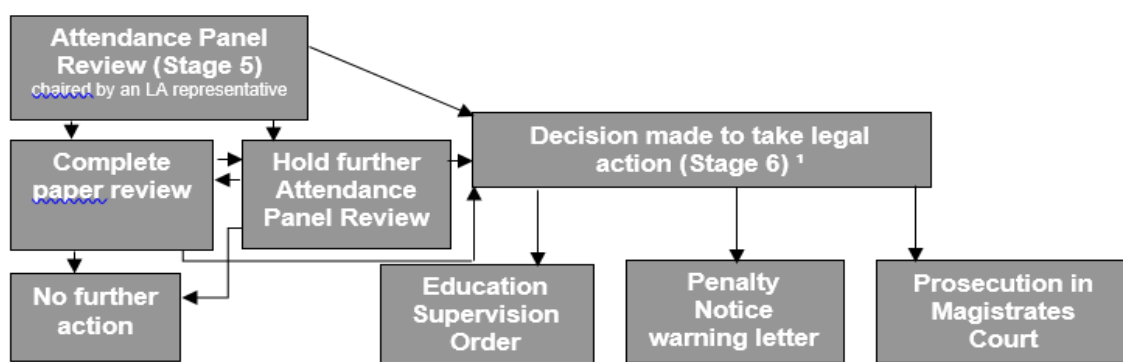 Attendance Panel
Review (Stage 5)
chaired by an LA representative
Complete
paper review
Hold further
Attendance
Panel Review
Decision made to take legal
action (Stage 6) ¹
No further
action
Education
Supervision
Order
Penalty
Notice
warning letter
Prosecution in
Magistrates
Court